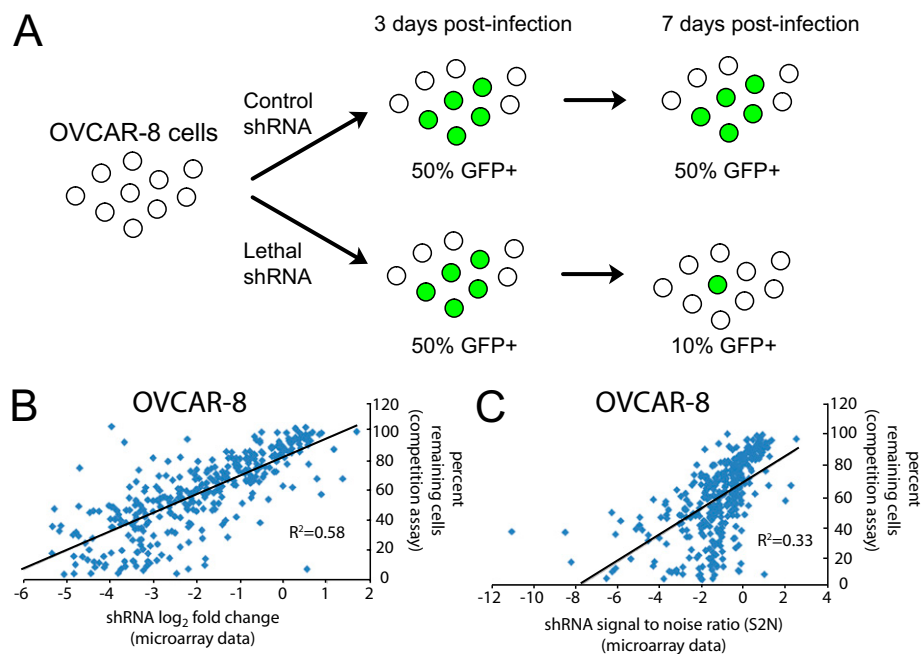 A
3 days post-infection
7 days post-infection
OVCAR-8 cells
Control
shRNA
50% GFP+
50% GFP+
Lethal
shRNA
50% GFP+
10% GFP+
B
OVCAR-8
120
100
80
60
40
20
0
percent
remaining cells
(competition assay)
R²=0.58
-6
-5
-4
-3
-2
-1
0
1
2
shRNA log₂ fold change
(microarray data)
C
OVCAR-8
120
100
80
60
40
20
0
percent
remaining cells
(competition assay)
R²=0.33
-12
-10
-8
-6
-4
-2
0
2
4
shRNA signal to noise ratio (S2N)
(microarray data)